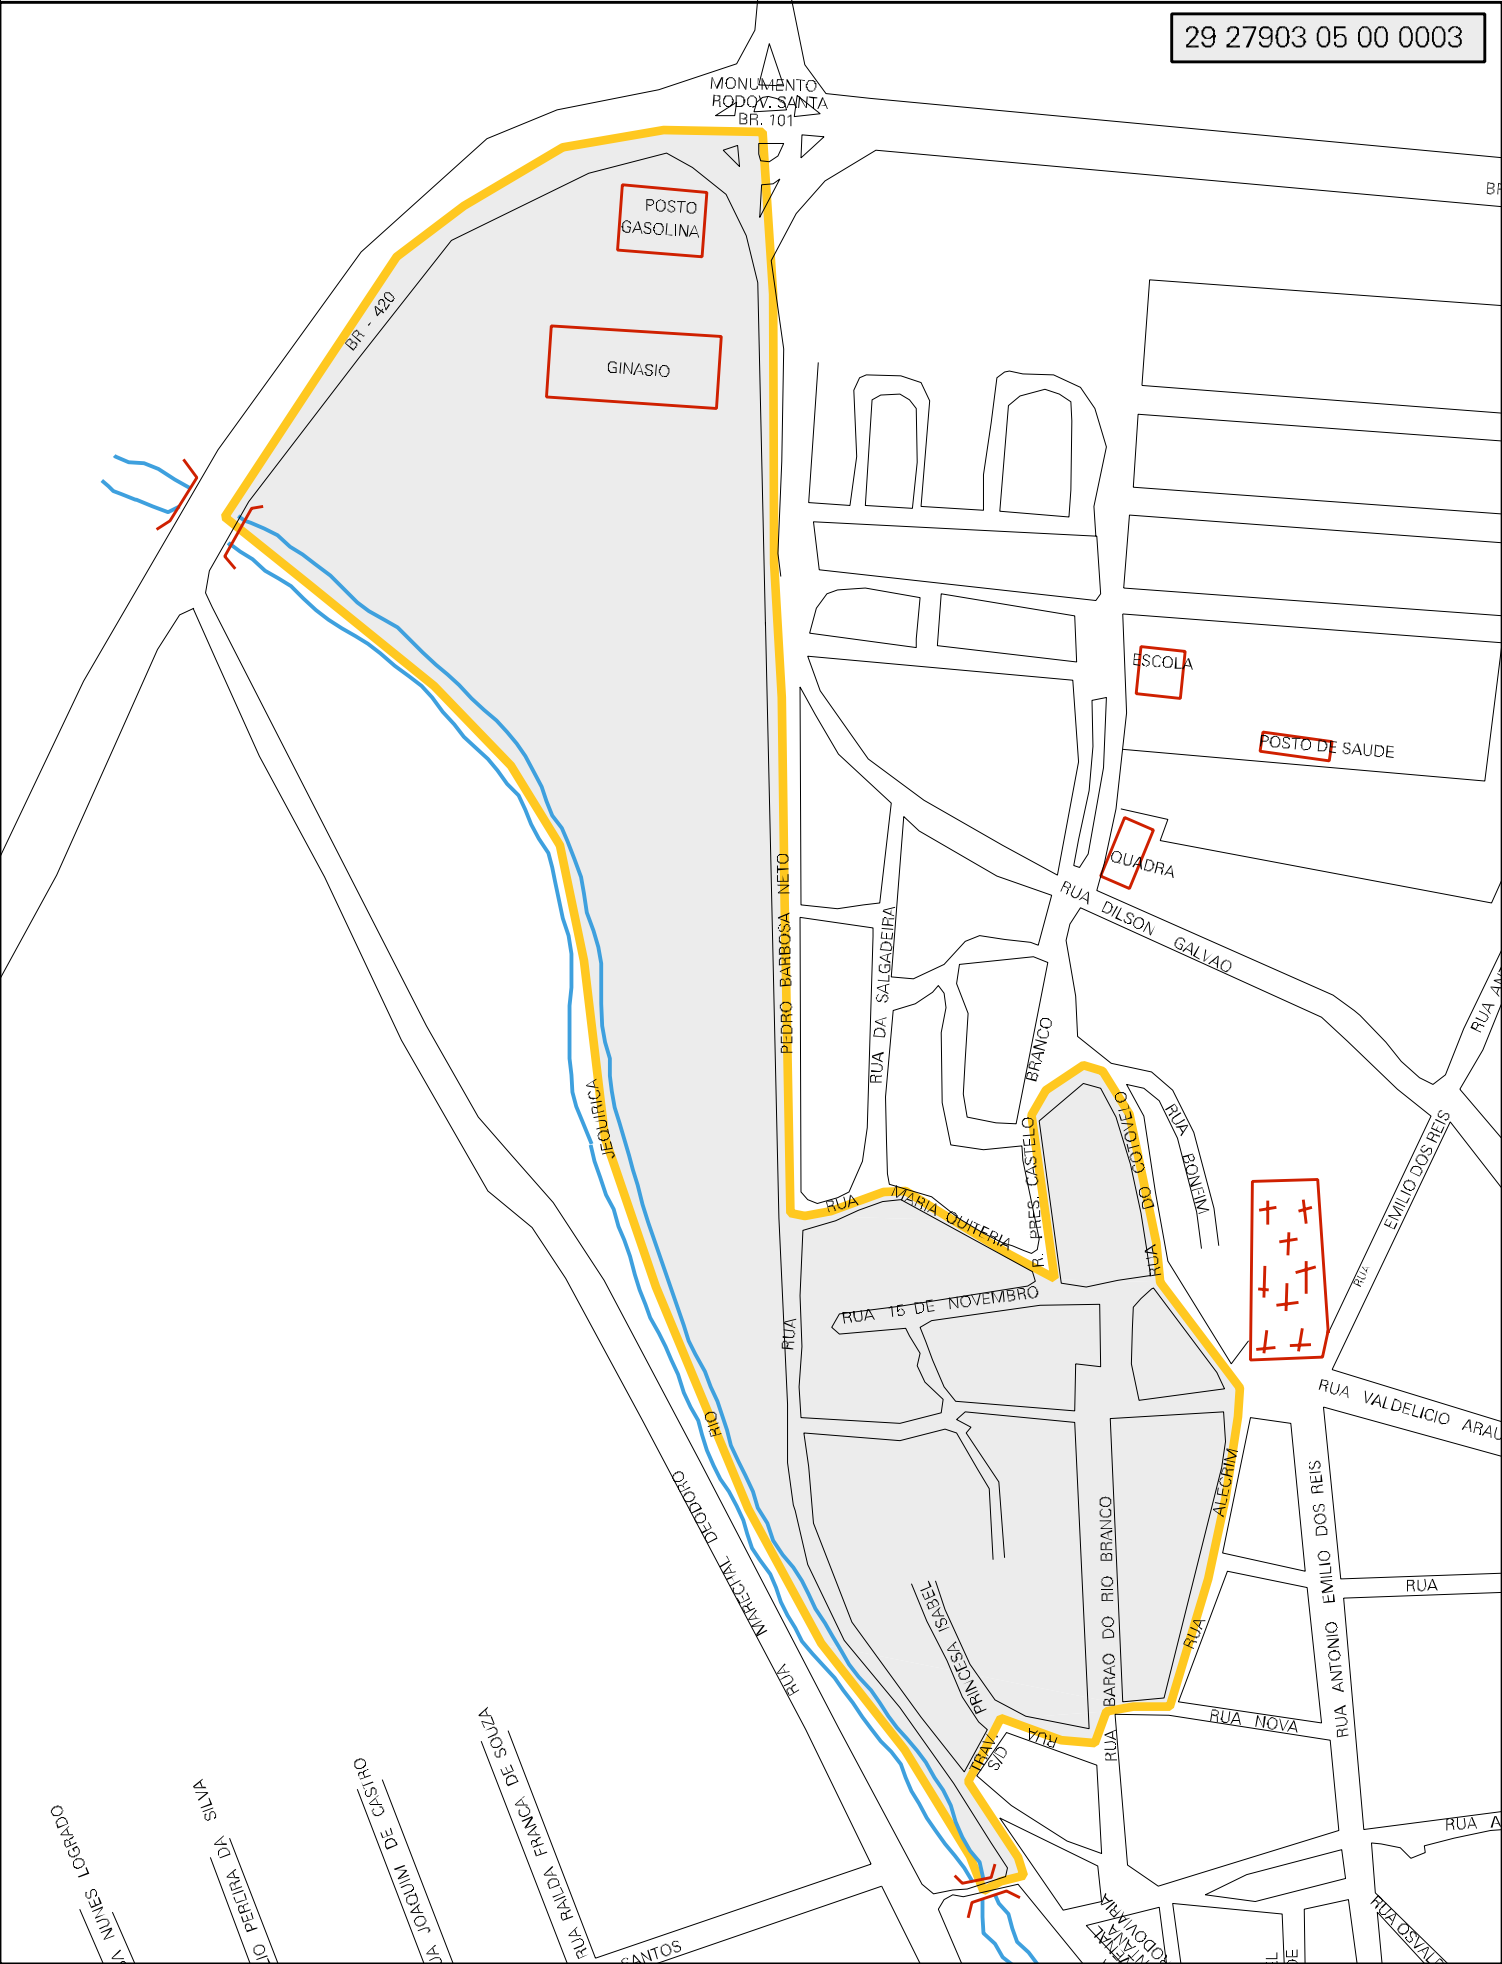 29 27903 05 00 0003
MONUMENTO
RODOV. SANTA
BR. 101
POSTO
GASOLINA
BR - 420
GINASIO
ESCOLA
POSTO DE SAUDE
QUADRA
RUA DILSON GALVAO
RUA PEDRO BARBOSA NETO
RUA DA SALGADEIRA
R. PRES. CASTELO BRANCO
RUA DO COTOVELO
RUA BONFIM
RUA EMILIO DOS REIS
RIO JEQUIRICA
RUA MARIA QUITERIA
RUA 15 DE NOVEMBRO
RUA VALDELICIO ARAU
RUA ALECRIM
RUA ANTONIO EMILIO DOS REIS
RUA
RUA MARECHAL DEODORO
PRINCESA ISABEL
RUA BARAO DO RIO BRANCO
RUA NOVA
TRAV.
S/D
RUA
RUA A
NUNES LOGRADO
PEREIRA DA SILVA
JOAQUIM DE CASTRO
RUA RAILDA FRANCA DE SOUZA
SANTOS
RODOVIARIA